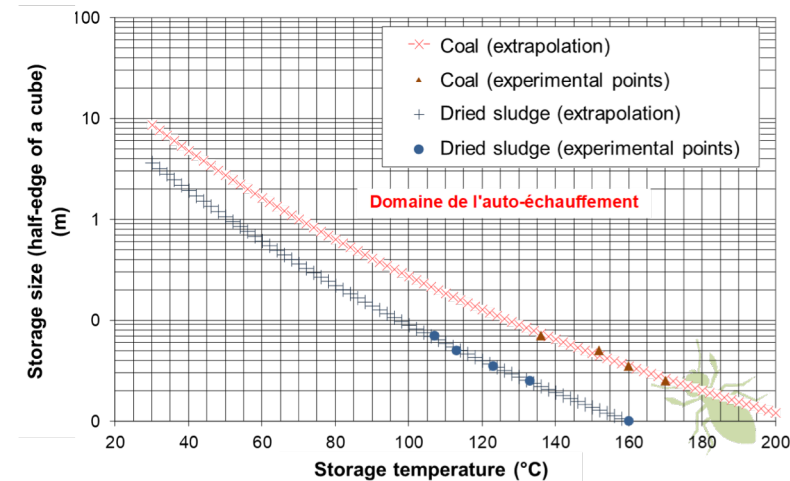 100
10
1
0
0
Storage size (half-edge of a cube)
(m)
Coal (extrapolation)
Coal (experimental points)
Dried sludge (extrapolation)
Dried sludge (experimental points)
Domaine de l'auto-échauffement
20 40 60 80 100 120 140 160 180 200
Storage temperature (°C)